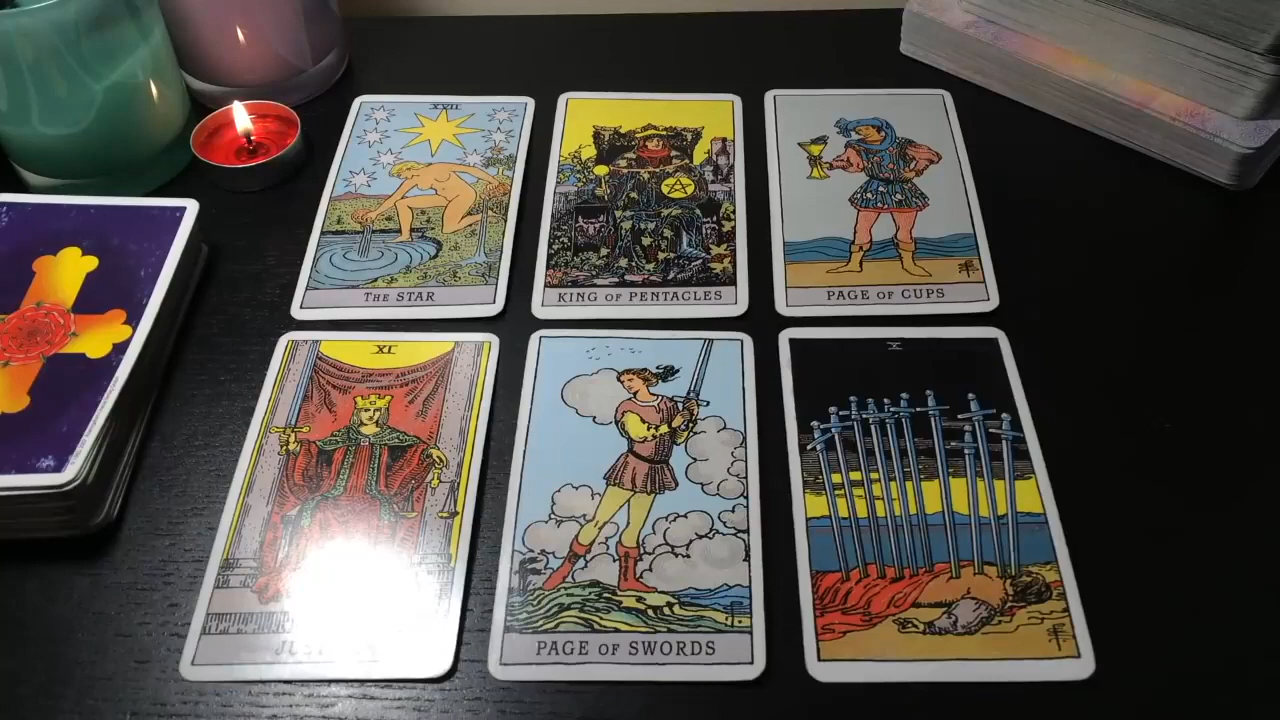 XVII
THE STAR
KING OF PENTACLES
PAGE OF CUPS
XI
PAGE OF SWORDS
X